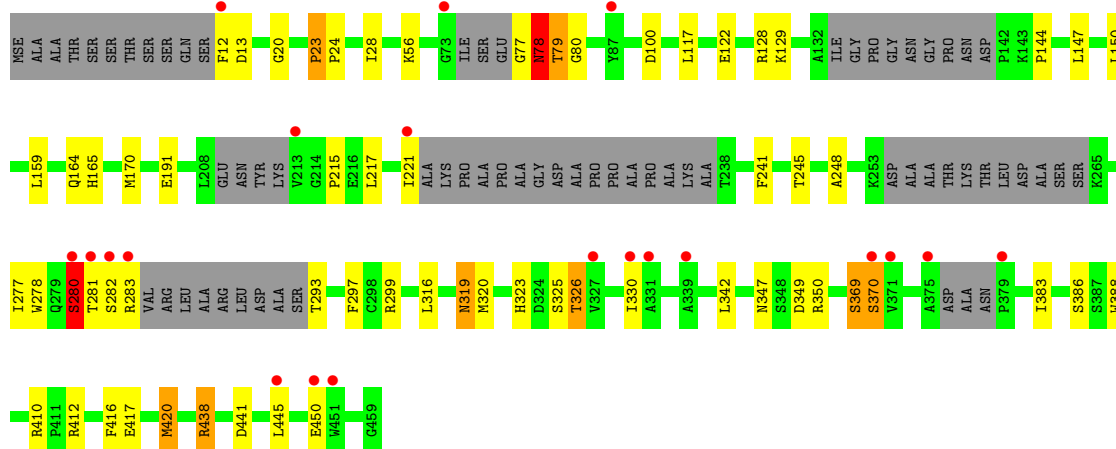 MSE ALA ALA THR SER SER THR SER SER GLN SER F12 D13 G20 P23 P24 I28 K56 G73 ILE SER GLU G77 N78 T79 G80 Y87 D100 L117 E122 R128 K129 A132 ILE GLY PRO GLY ASN GLY PRO ASN ASP P142 K143 P144 L147 L150
L159 Q164 H165 M170 E191 L208 GLU ASN TYR LYS V213 G214 P215 E216 L217 I221 ALA LYS PRO ALA PRO ALA GLY ASP ALA PRO PRO ALA PRO ALA LYS ALA T238 F241 T245 A248 K253 ASP ALA ALA THR LYS THR LEU ASP ALA SER SER K265
I277 W278 Q279 S280 T281 S282 R283 VAL ARG LEU ALA ARG LEU ASP ALA SER T293 F297 C298 R299 L316 N319 M320 H323 D324 S325 T326 V327 I330 A331 A339 L342 N347 S348 D349 R350 S369 S370 V371 A375 ASP ALA ASN P379 I383 S386 S387 W388
R410 P411 R412 F416 E417 M420 R438 D441 L445 E450 W451 G459